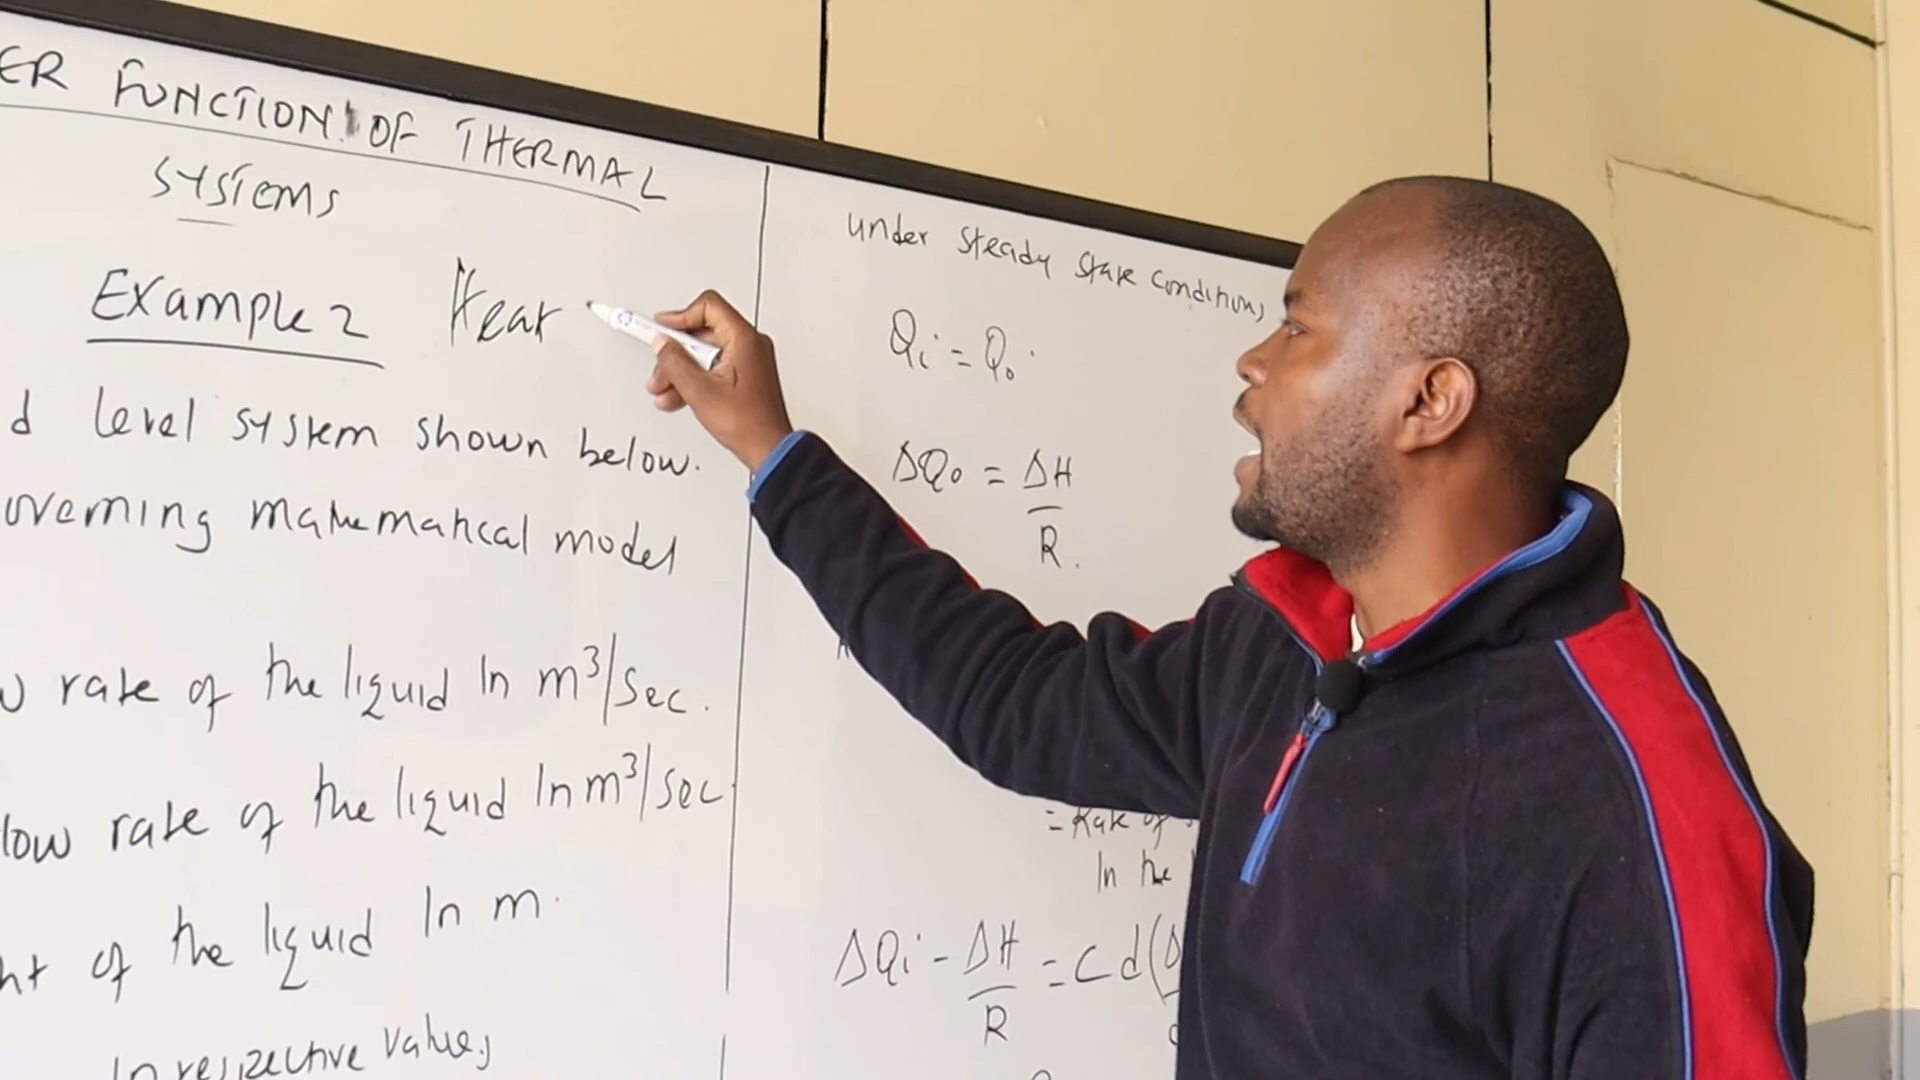 ER FUNCTION OF THERMAL
SYSTEMS
Example 2 Heat
d level system shown below.
overning mathematical model
w rate of the liquid In m³/sec.
low rate of the liquid In m³/sec
ht of the liquid In m.
In respective values
under steady state conditions
Qi = Qo.
ΔQo = ΔH
R.
= Rate of
In the
ΔQi - ΔH = C d(Δ
R